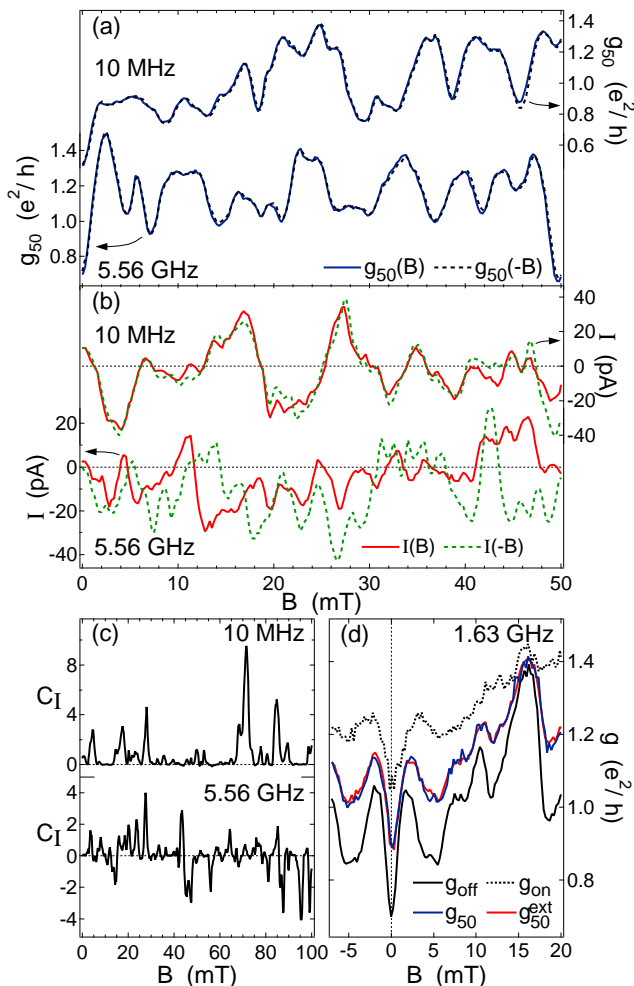 (a)
10 MHz
1.4
1.2
1.0
0.8
0.6
g50 (e²/h)
1.4
1.2
1.0
0.8
g50 (e²/h)
5.56 GHz
g50(B)
g50(-B)
(b)
10 MHz
40
20
0
-20
-40
I (pA)
20
0
-20
-40
I (pA)
5.56 GHz
I(B)
I(-B)
0
10
20
30
40
50
B (mT)
(c)
10 MHz
8
4
0
CI
5.56 GHz
4
2
0
-2
-4
CI
0
20
40
60
80
100
B (mT)
(d)
1.63 GHz
1.4
1.2
1.0
0.8
g (e²/h)
goff
gon
g50
g50ext
-5
0
5
10
15
20
B (mT)